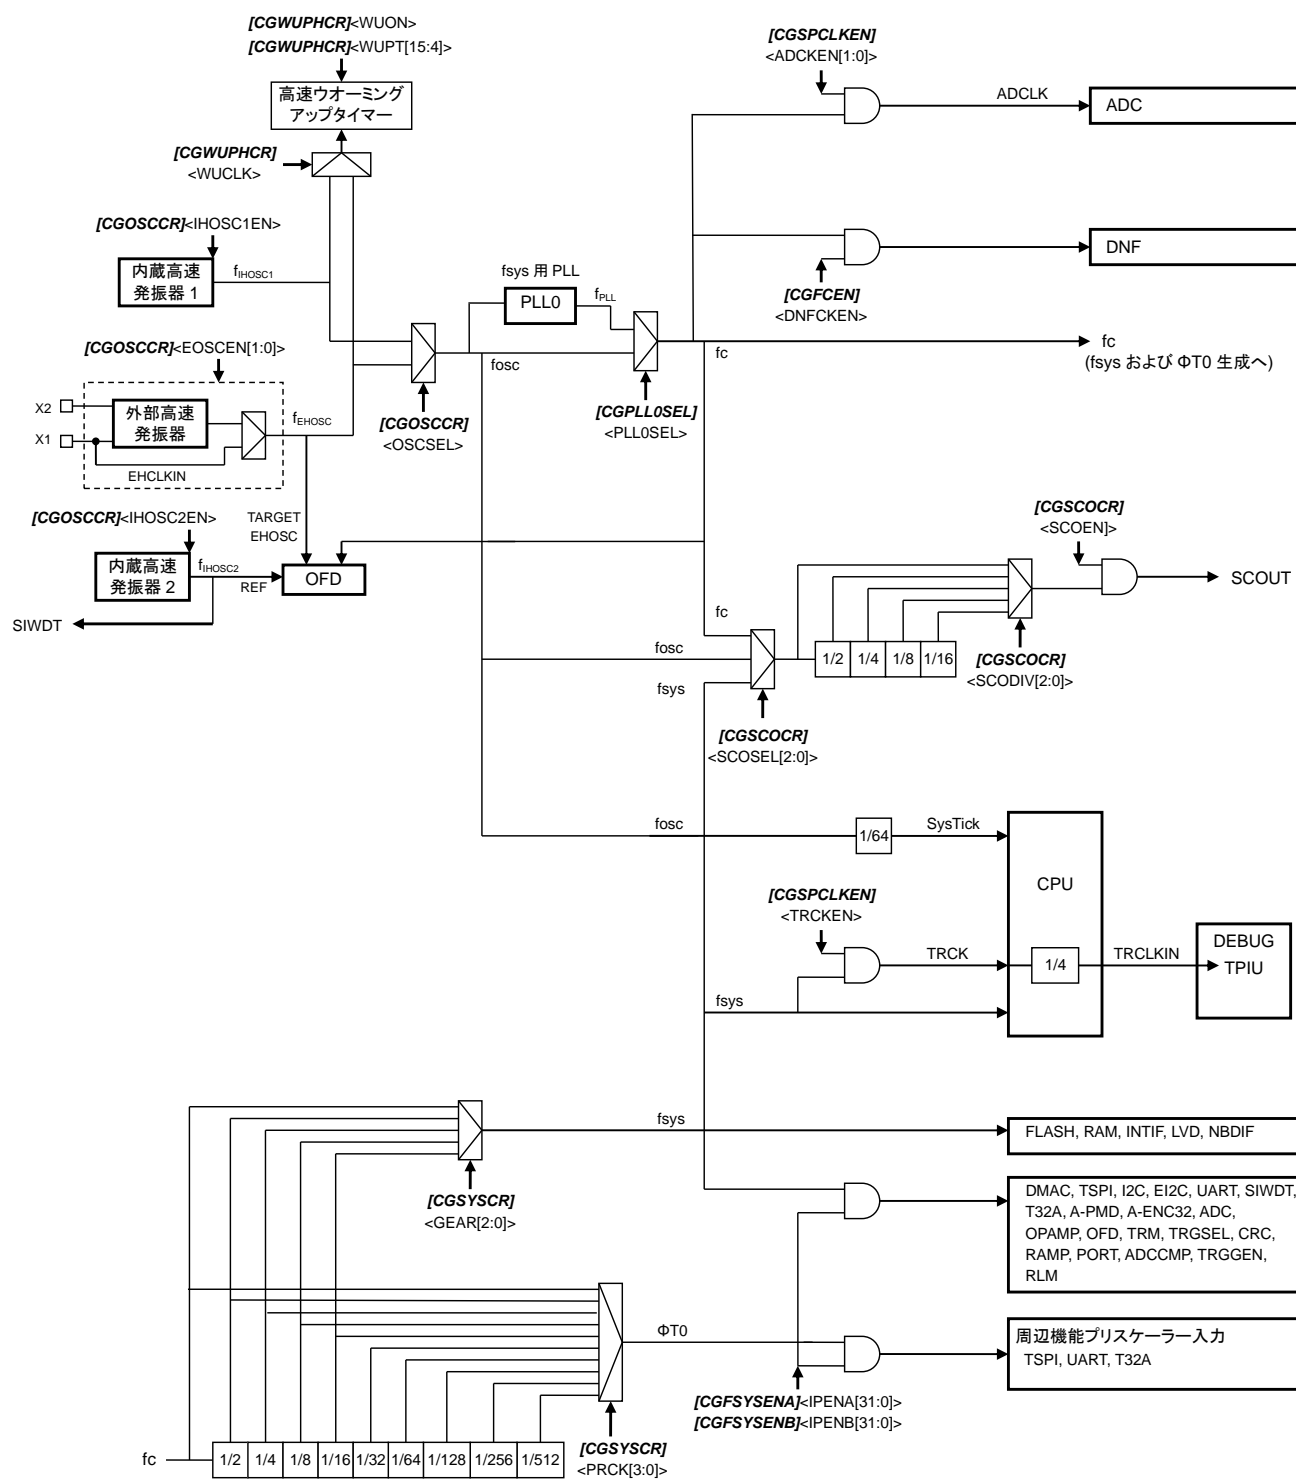 [CGWUPHCR]<WUON>
[CGWUPHCR]<WUPT[15:4]>
高速ウオーミング
アップタイマー
[CGWUPHCR]
<WUCLK>
[CGSPCLKEN]
<ADCKEN[1:0]>
ADCLK
ADC
[CGOSCCR]<IHOSC1EN>
内蔵高速
発振器 1
fIHOSC1
fsys 用 PLL
PLL0
fPLL
DNF
[CGFCEN]
<DNFCKEN>
fosc
fc
fc
(fsys および ΦT0 生成へ)
[CGOSCCR]<EOSCEN[1:0]>
X2
X1
外部高速
発振器
EHCLKIN
fEHOSC
[CGOSCCR]
<OSCSEL>
[CGPLL0SEL]
<PLL0SEL>
[CGOSCCR]<IHOSC2EN>
内蔵高速
発振器 2
fIHOSC2
REF
TARGET
EHOSC
OFD
SIWDT
[CGSCOCR]
<SCOEN]>
SCOUT
fc
fosc
fsys
1/2
1/4
1/8
1/16
[CGSCOCR]
<SCODIV[2:0]>
[CGSCOCR]
<SCOSEL[2:0]>
fosc
1/64
SysTick
CPU
[CGSPCLKEN]
<TRCKEN>
TRCK
1/4
TRCLKIN
DEBUG
TPIU
fsys
fsys
FLASH, RAM, INTIF, LVD, NBDIF
[CGSYSCR]
<GEAR[2:0]>
DMAC, TSPI, I2C, EI2C, UART, SIWDT,
T32A, A-PMD, A-ENC32, ADC,
OPAMP, OFD, TRM, TRGSEL, CRC,
RAMP, PORT, ADCCMP, TRGGEN,
RLM
ΦT0
周辺機能プリスケーラー入力
TSPI, UART, T32A
[CGFSYSENA]<IPENA[31:0]>
[CGFSYSENB]<IPENB[31:0]>
[CGSYSCR]
<PRCK[3:0]>
fc
1/2
1/4
1/8
1/16
1/32
1/64
1/128
1/256
1/512